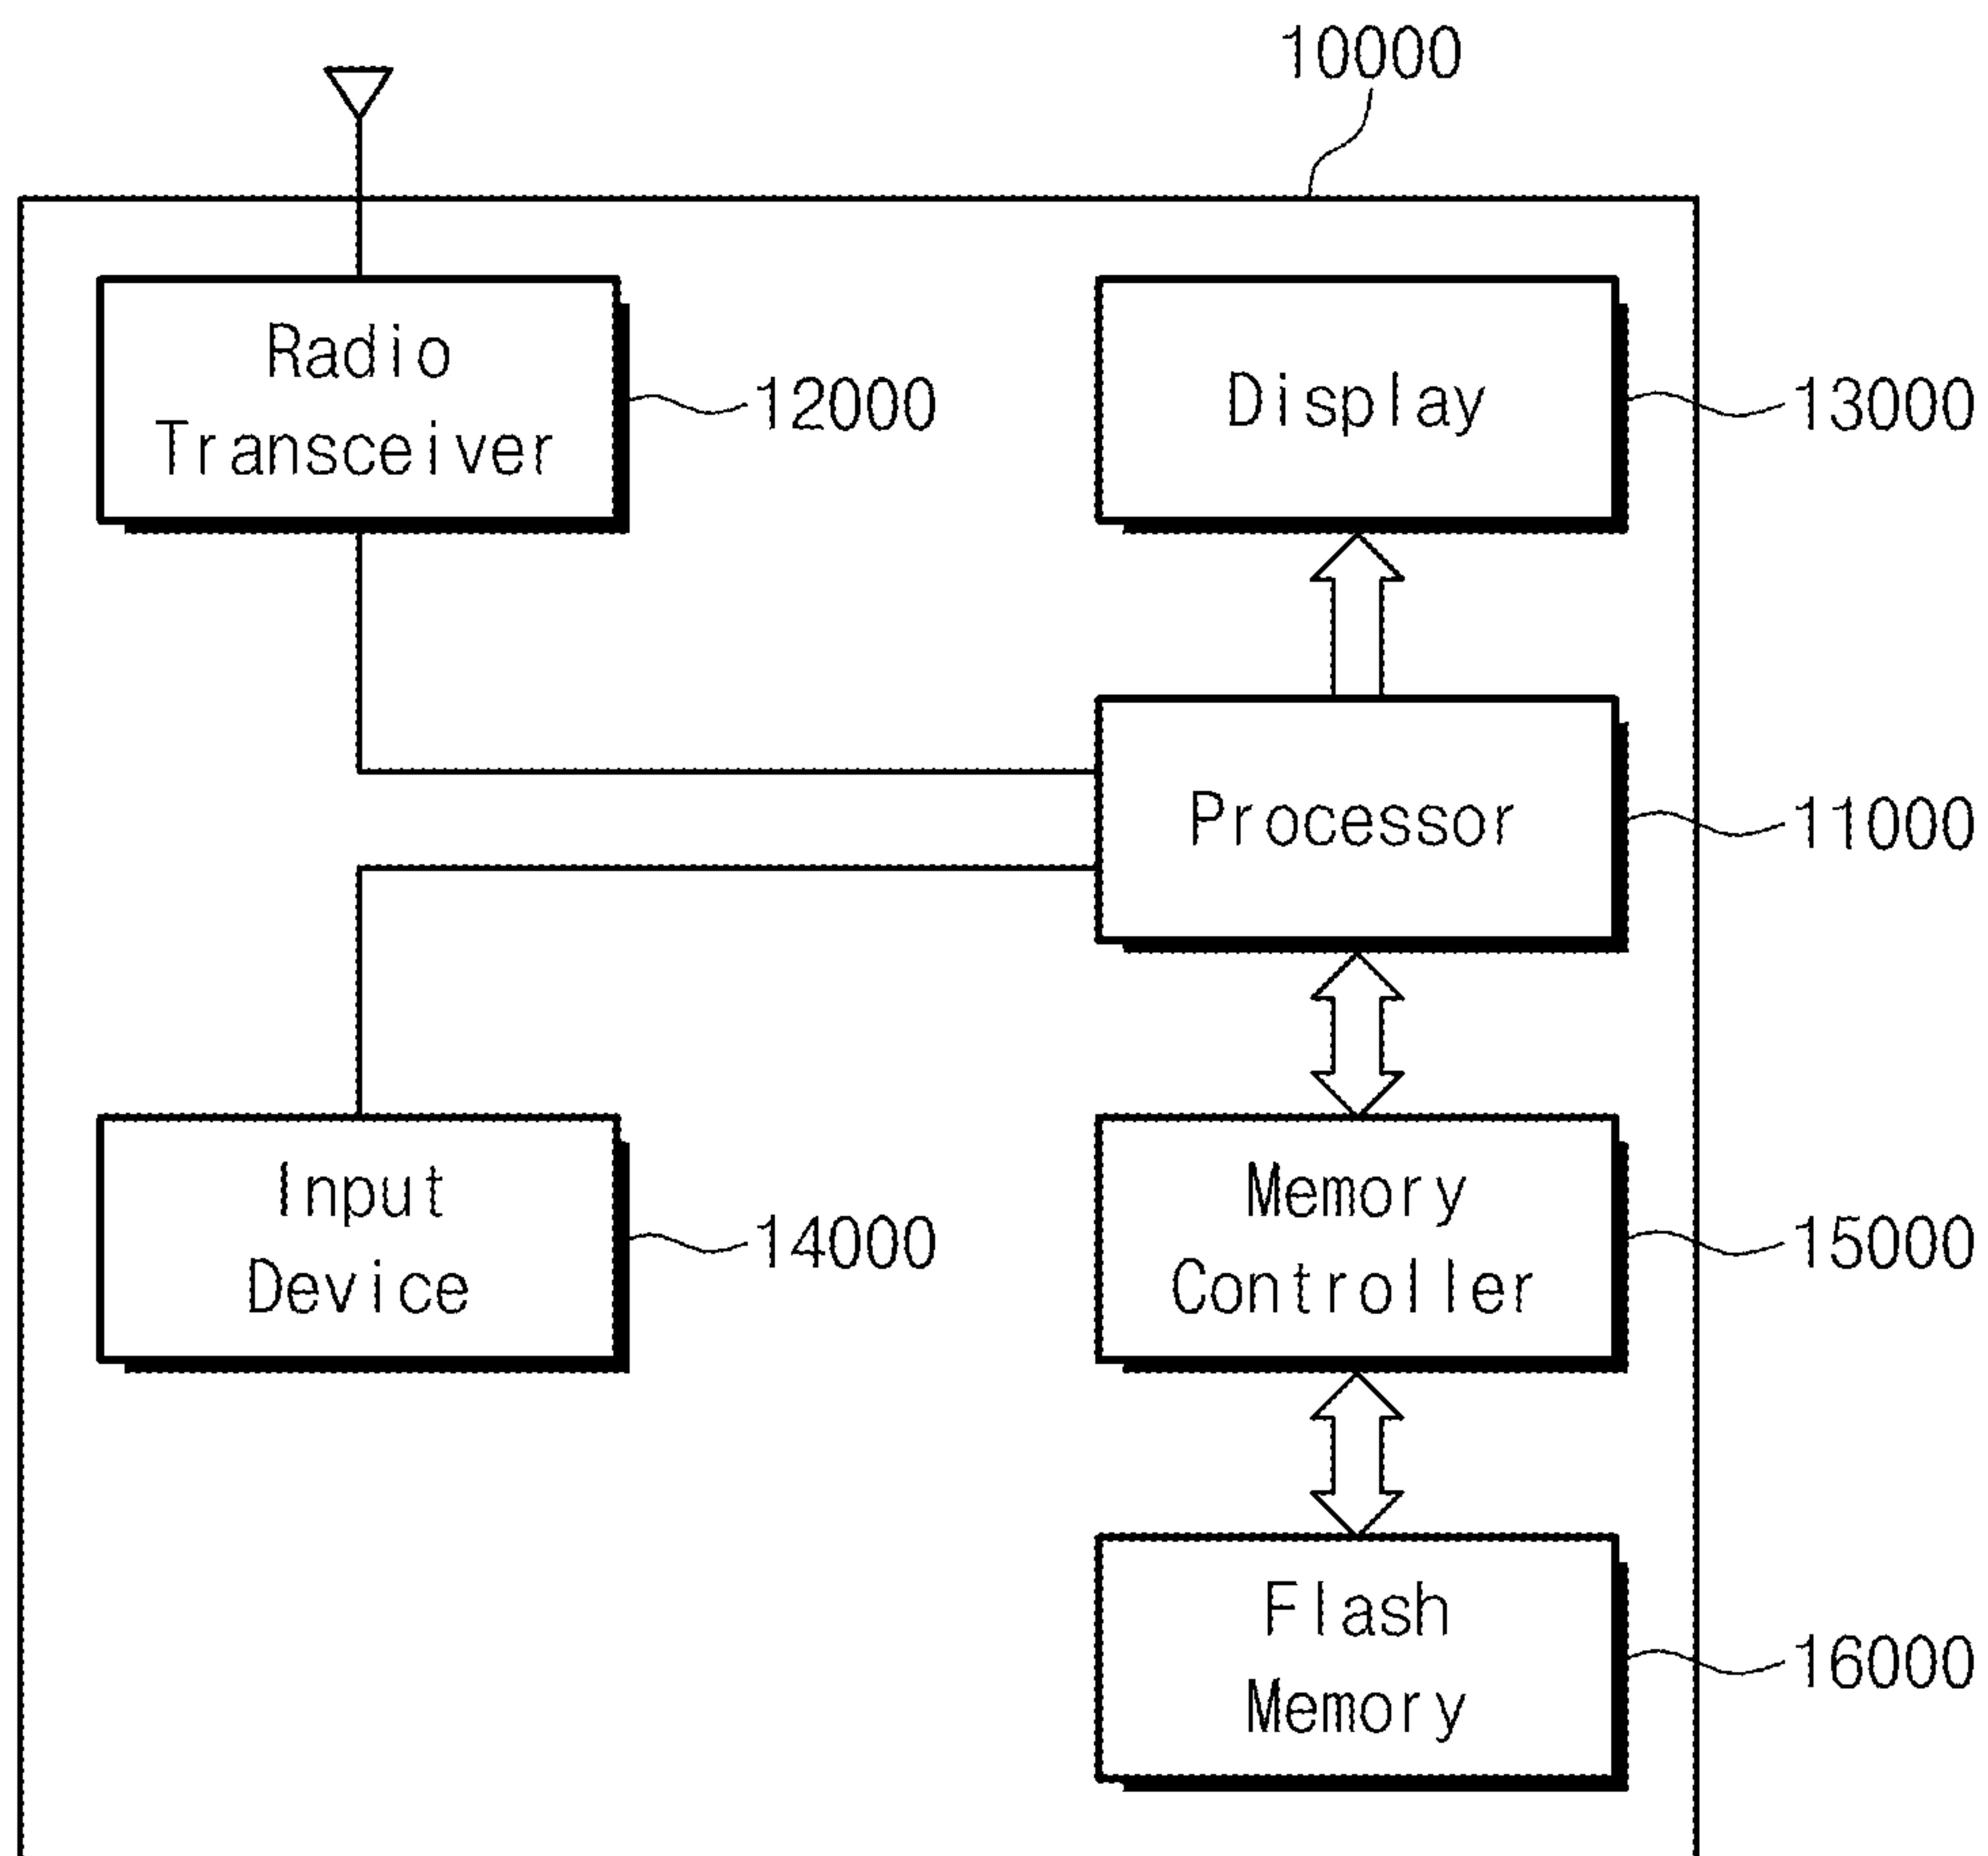 10000
Radio
Transceiver
12000
Display
13000
Processor
11000
Input
Device
14000
Memory
Controller
15000
Flash
Memory
16000